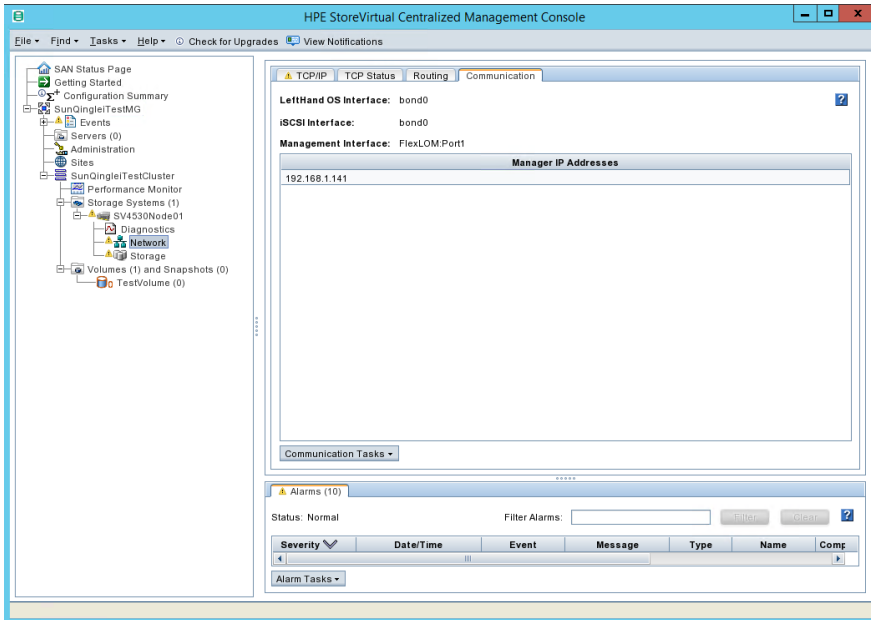 HPE StoreVirtual Centralized Management Console
File Find Tasks Help Check for Upgrades View Notifications
SAN Status Page
Getting Started
Configuration Summary
SunQingleiTestMG
Events
Servers (0)
Administration
Sites
SunQingleiTestCluster
Performance Monitor
Storage Systems (1)
SV4530Node01
Diagnostics
Network
Storage
Volumes (1) and Snapshots (0)
TestVolume (0)
TCP/IP TCP Status Routing Communication
LeftHand OS Interface: bond0
iSCSI Interface: bond0
Management Interface: FlexLOM:Port1
Manager IP Addresses
192.168.1.141
Communication Tasks
Alarms (10)
Status: Normal Filter Alarms: Filter Clear
Severity Date/Time Event Message Type Name Comp
Alarm Tasks